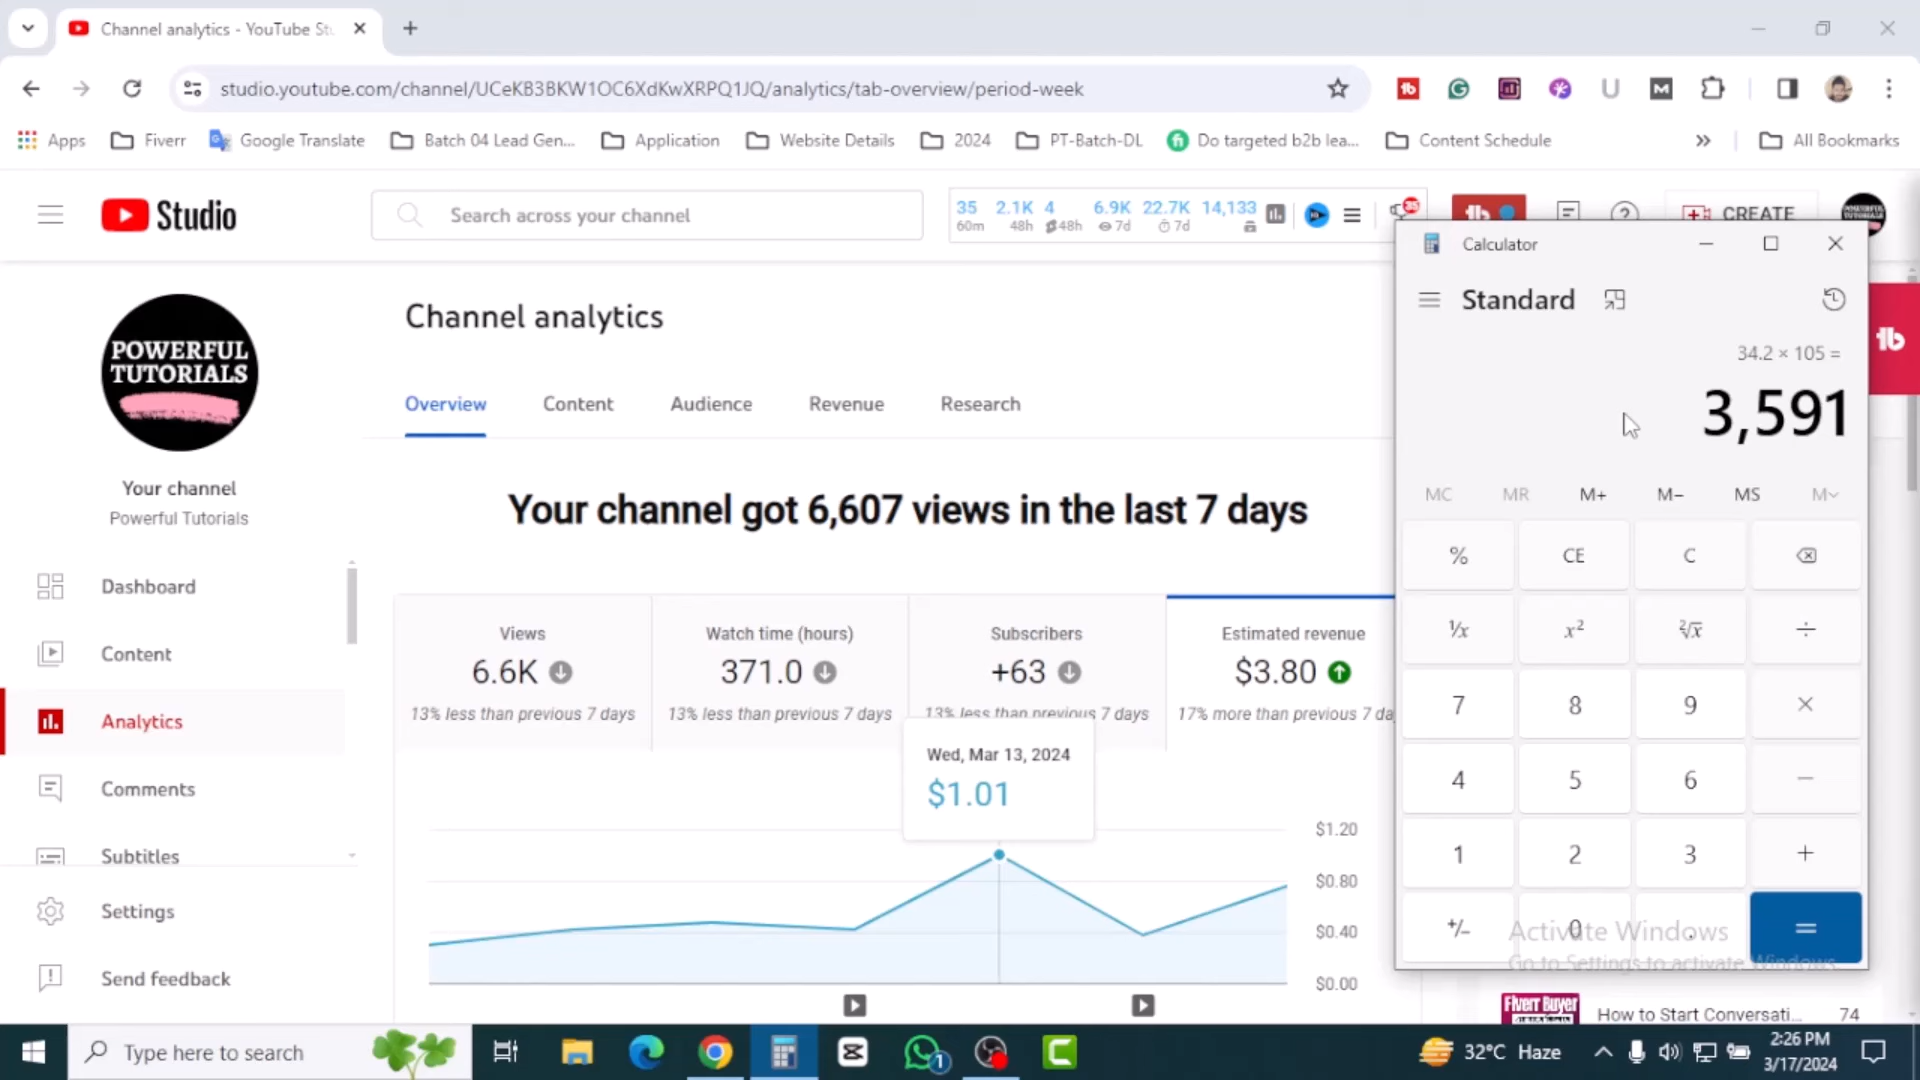 Channel analytics - YouTube Stu
studio.youtube.com/channel/UCeKB3BKW1OC6XdKwXRPQ1JQ/analytics/tab-overview/period-week
Apps Fiverr Google Translate Batch 04 Lead Gen... Application Website Details 2024 PT-Batch-DL Do targeted b2b lea... Content Schedule » All Bookmarks
Studio
Search across your channel
35 2.1K 4 6.9K 22.7K 14,133
60m 48h 48h 7d 7d
35
CREATE
Calculator
Standard
34.2 × 105 =
3,591
MC MR M+ M− MS M
% CE C
¹⁄x x² ²√x ÷
7 8 9 ×
4 5 6 −
1 2 3 +
+/− 0 . =
Activate Windows
Go to Settings to activate Windows.
POWERFUL
TUTORIALS
Your channel
Powerful Tutorials
Dashboard
Content
Analytics
Comments
Subtitles
Settings
Send feedback
Channel analytics
Overview Content Audience Revenue Research
Your channel got 6,607 views in the last 7 days
Views
6.6K
13% less than previous 7 days
Watch time (hours)
371.0
13% less than previous 7 days
Subscribers
+63
13% less than previous 7 days
Estimated revenue
$3.80
17% more than previous 7 da
Wed, Mar 13, 2024
$1.01
$1.20
$0.80
$0.40
$0.00
Fiverr Buyer
How to Start Conversati... 74
Type here to search
1
32°C Haze
2:26 PM
3/17/2024